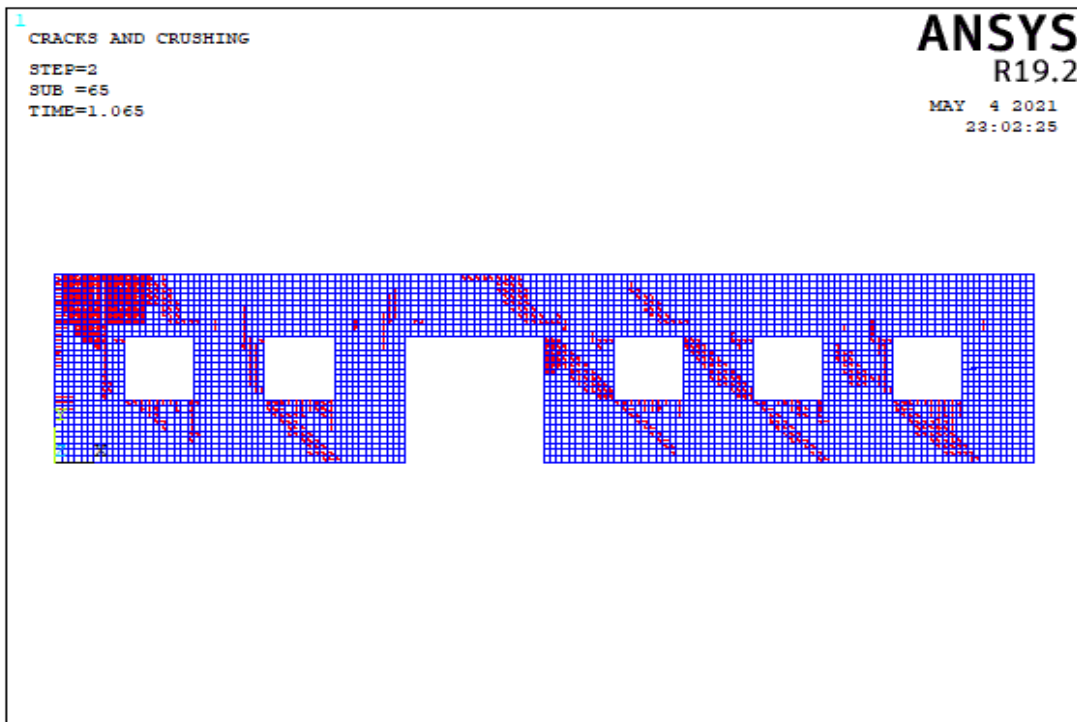 1
CRACKS AND CRUSHING
STEP=2
SUB =65
TIME=1.065
ANSYS
R19.2
MAY  4 2021
23:02:25
Y
Z X